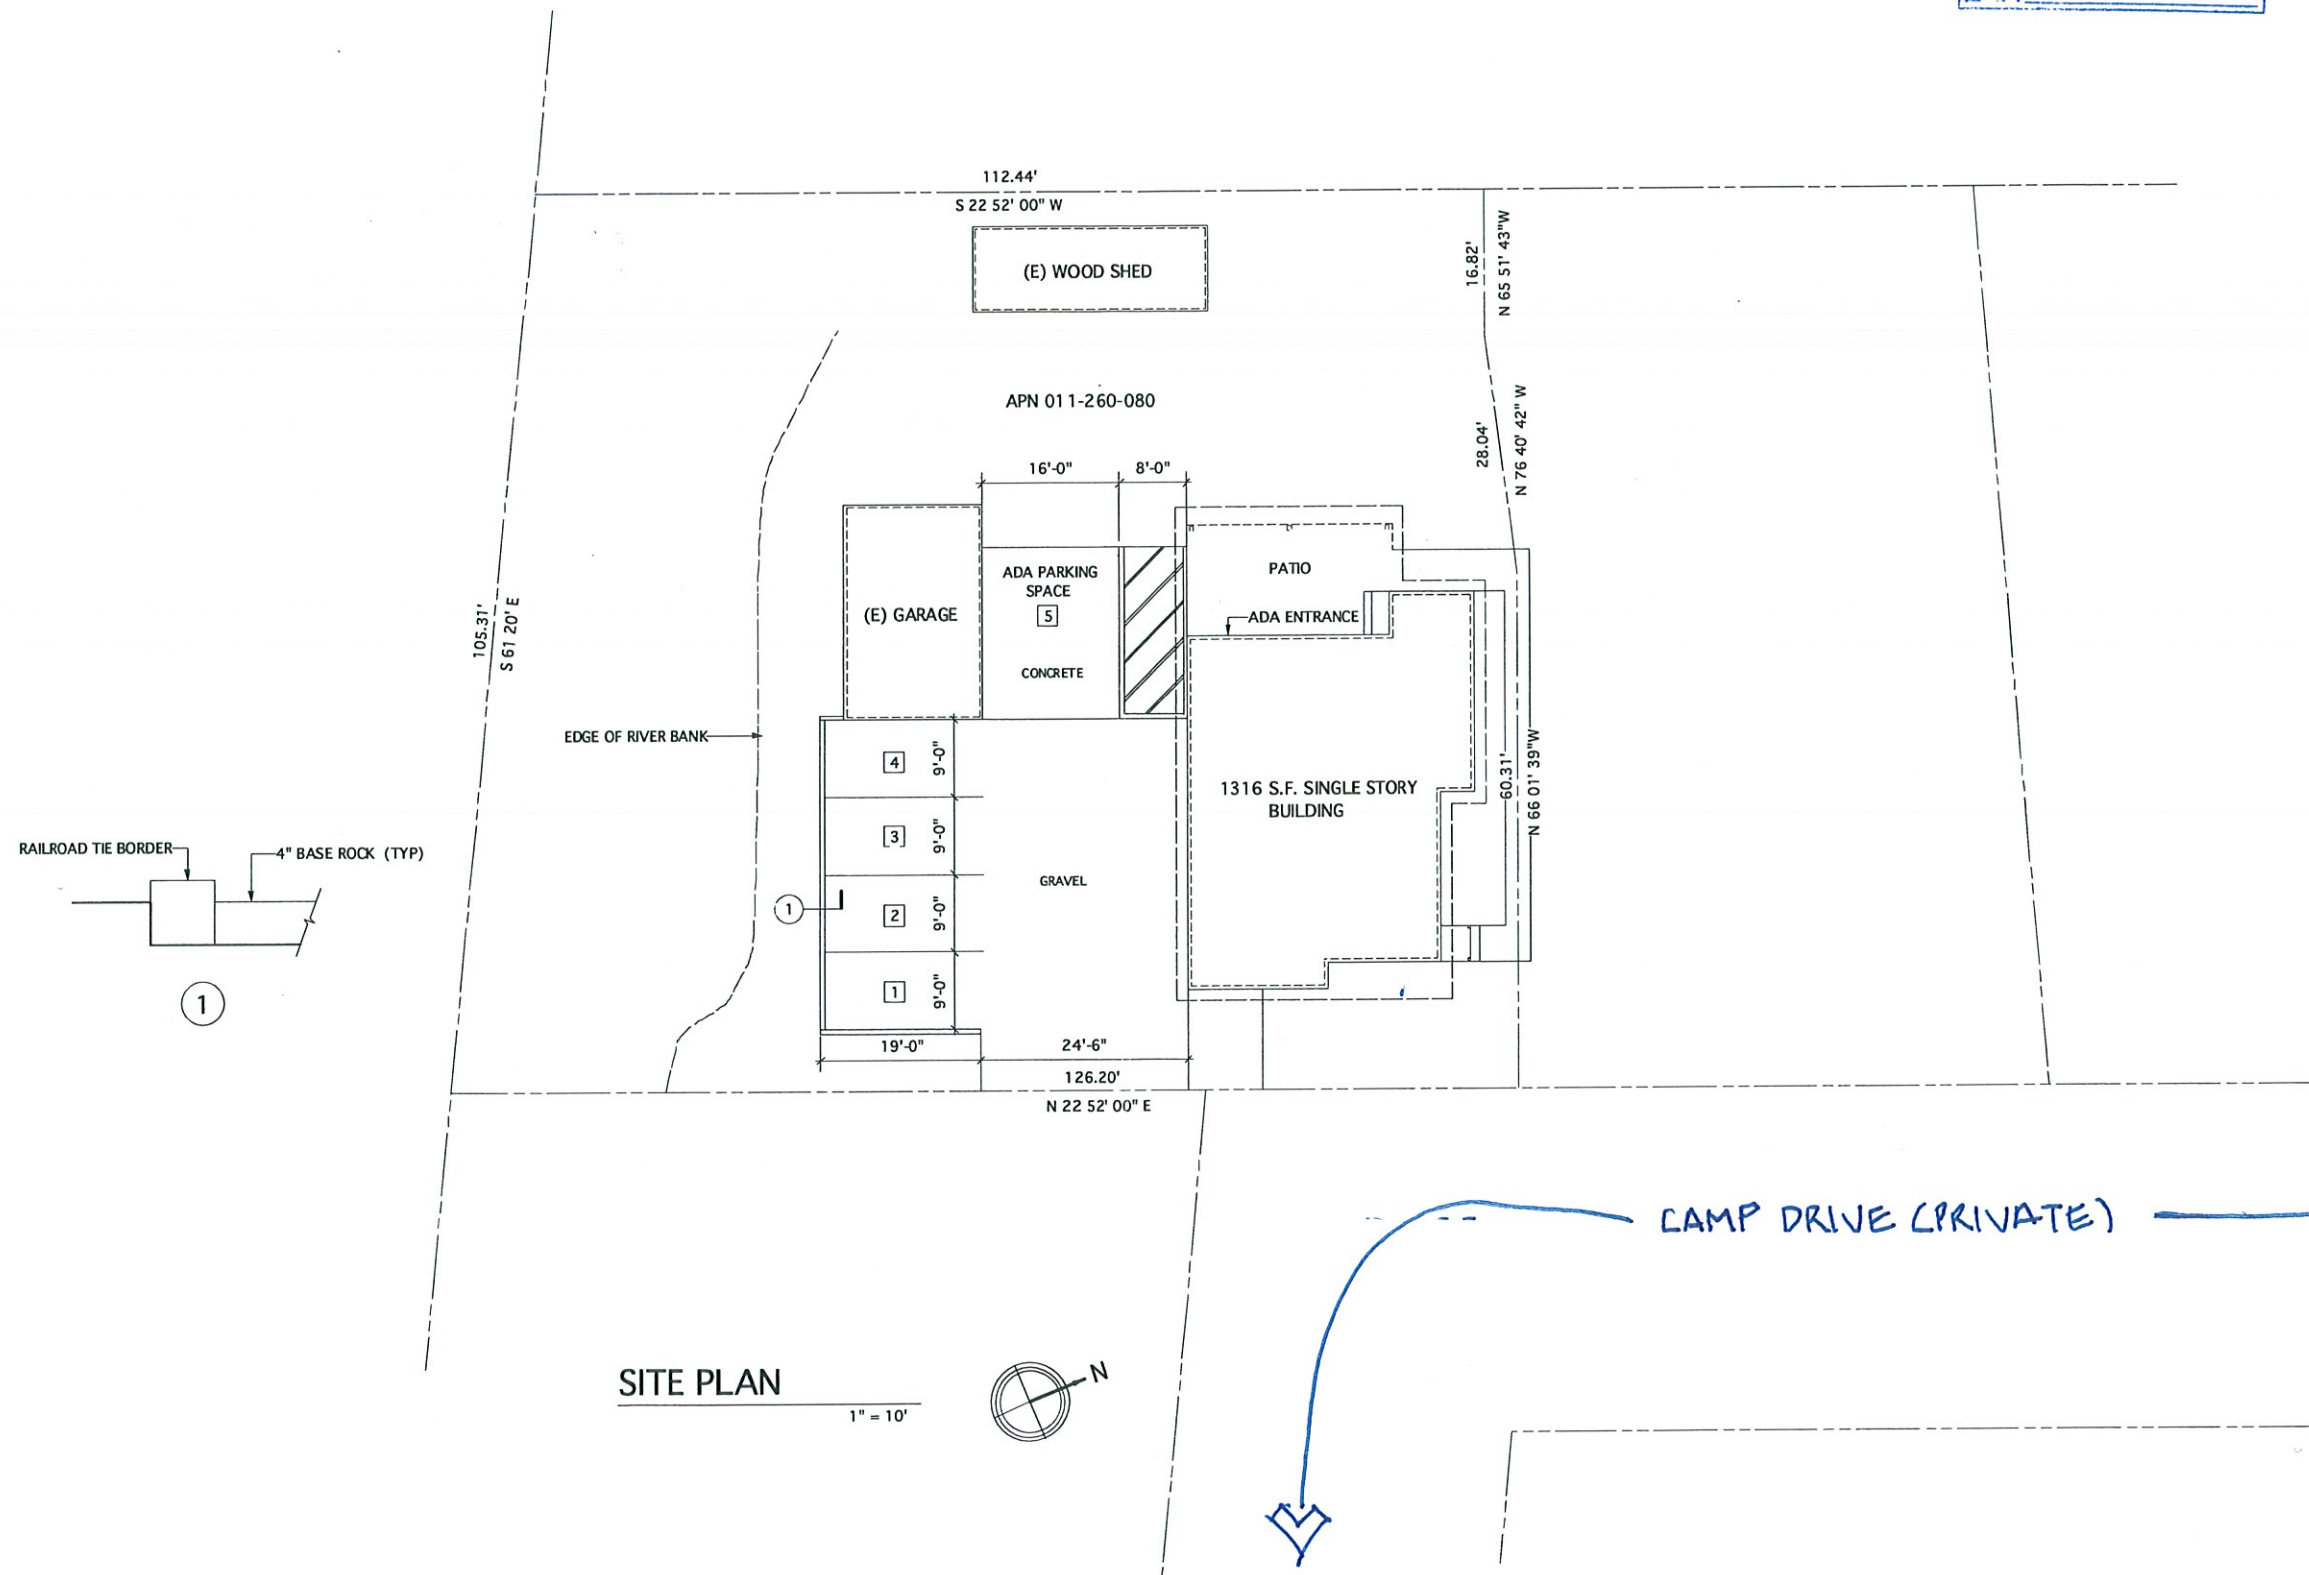 112.44'
S 22 52' 00" W
(E) WOOD SHED
16.82'
N 65 51' 43"W
APN 011-260-080
28.04'
N 76 40' 42" W
16'-0"
8'-0"
ADA PARKING
SPACE
5
CONCRETE
(E) GARAGE
PATIO
ADA ENTRANCE
105.31'
S 61 20' E
EDGE OF RIVER BANK
4
9'-0"
3
9'-0"
2
9'-0"
1
9'-0"
1
GRAVEL
1316 S.F. SINGLE STORY
BUILDING
60.31'
N 66 01' 39"W
RAILROAD TIE BORDER
4" BASE ROCK (TYP)
1
19'-0"
24'-6"
126.20'
N 22 52' 00" E
CAMP DRIVE (PRIVATE)
SITE PLAN
1" = 10'
N